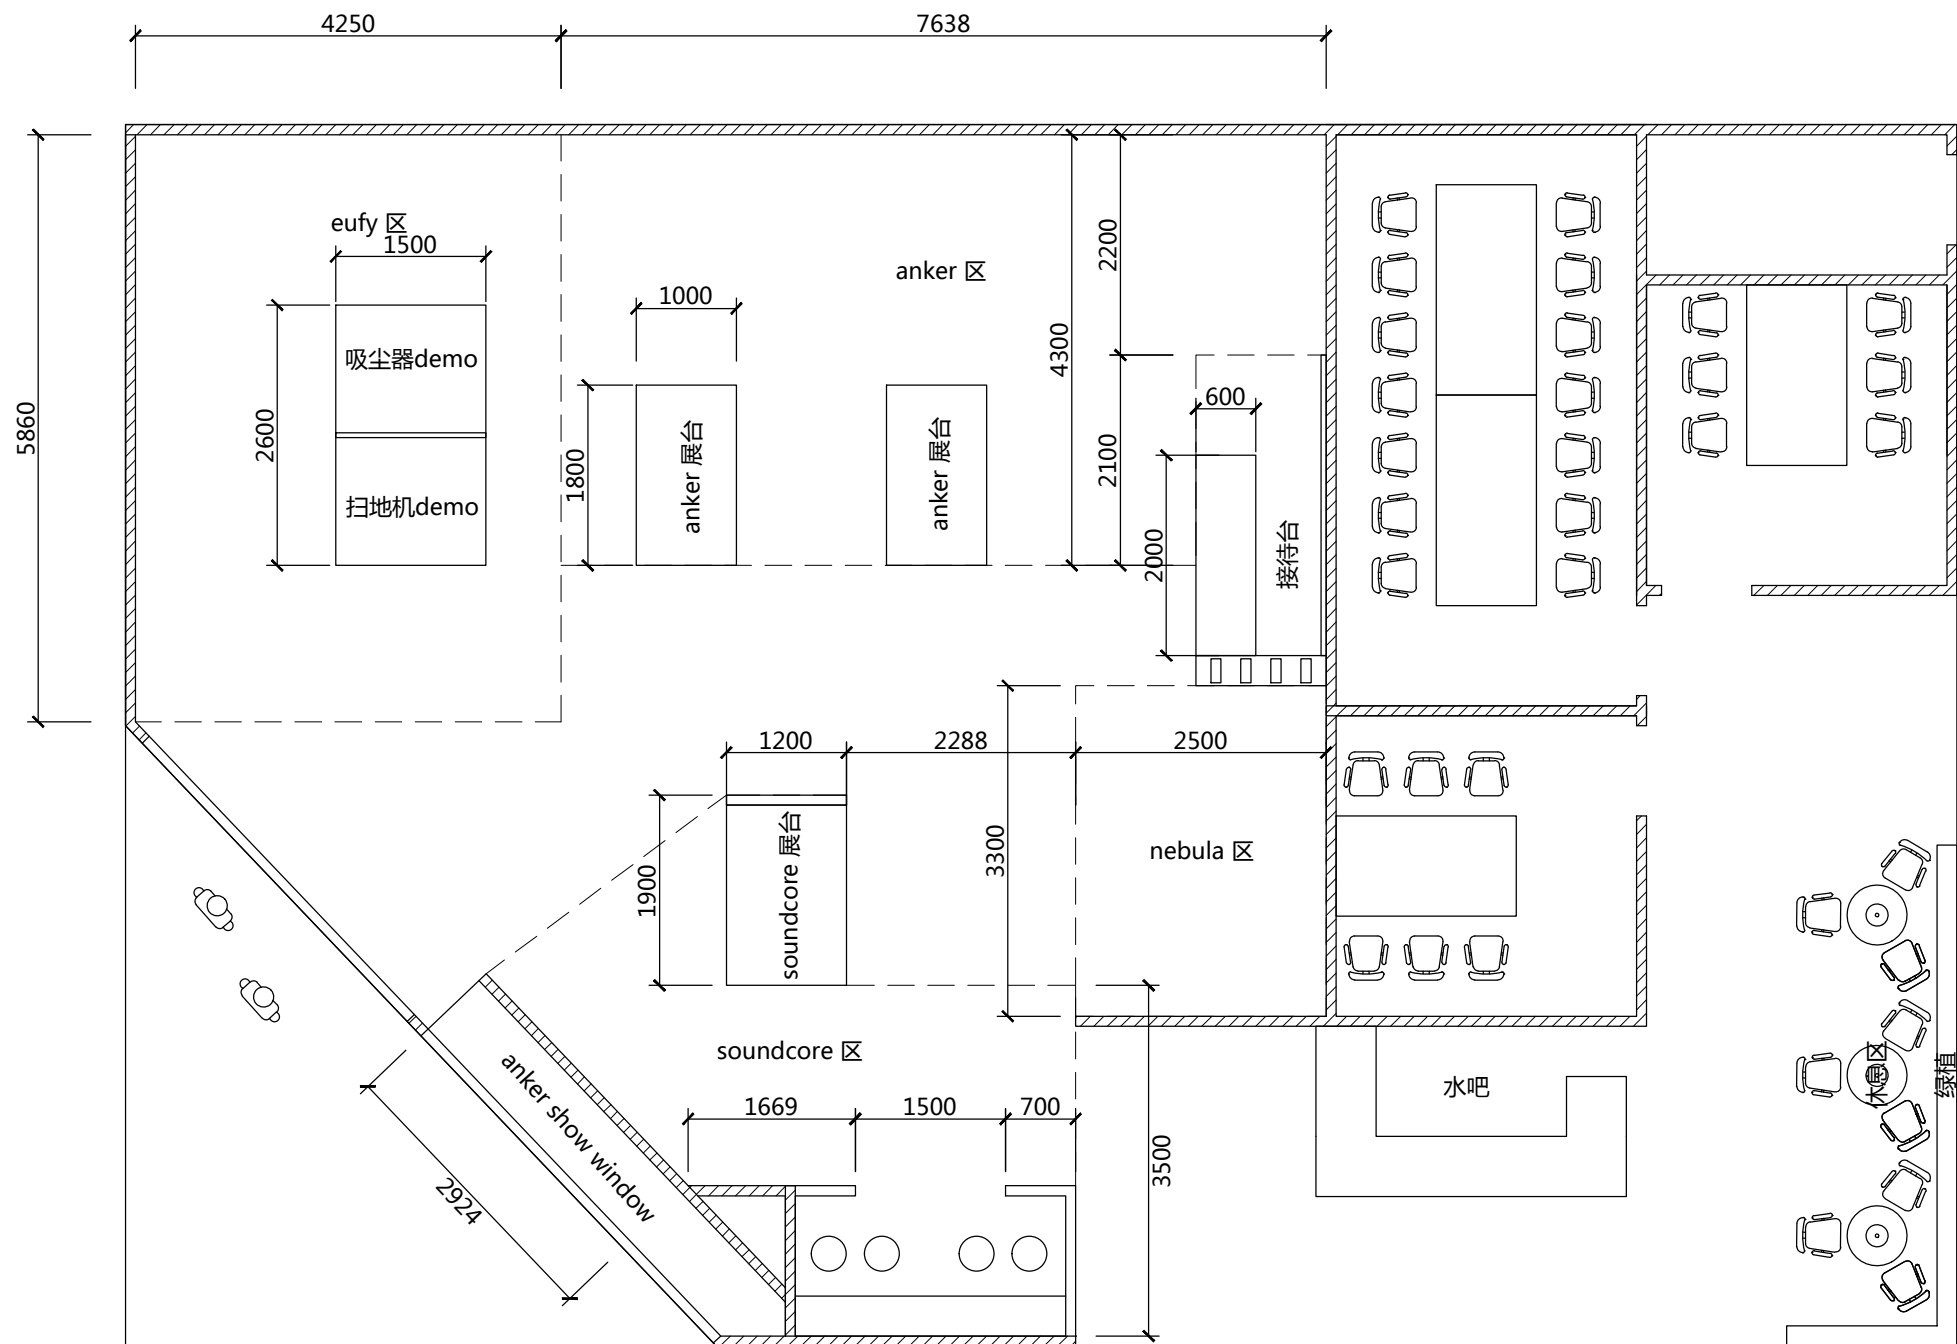 4250
7638
eufy 区
1500
anker 区
2200
1000
4300
600
吸尘器demo
5860
2600
1800
anker 展台
anker 展台
2100
扫地机demo
2000
接待台
1200
2288
2500
soundcore 展台
1900
3300
nebula 区
soundcore 区
anker show window
水吧
休息区
绿植
1669
1500
700
3500
2924